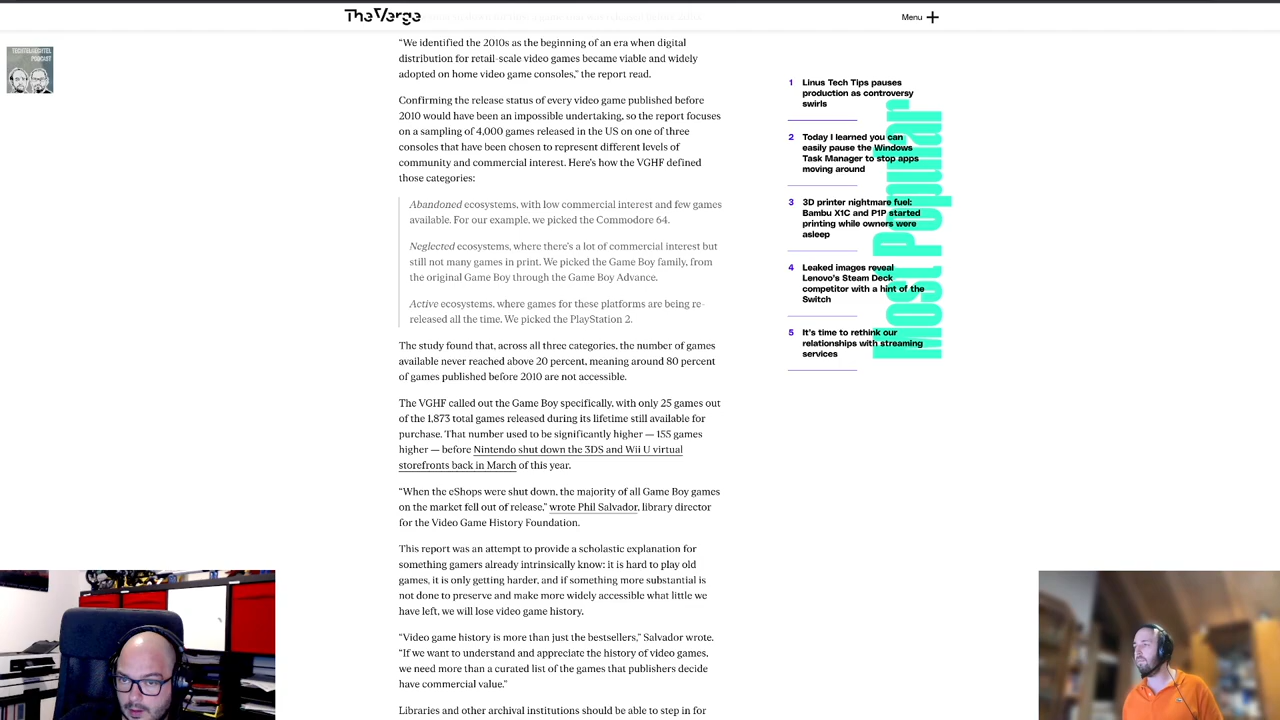 TheVerge
Menu
TECHTELMECHTEL
PODCAST
“We identified the 2010s as the beginning of an era when digital
distribution for retail-scale video games became viable and widely
adopted on home video game consoles,” the report read.
Confirming the release status of every video game published before
2010 would have been an impossible undertaking, so the report focuses
on a sampling of 4,000 games released in the US on one of three
consoles that have been chosen to represent different levels of
community and commercial interest. Here’s how the VGHF defined
those categories:
Abandoned ecosystems, with low commercial interest and few games
available. For our example, we picked the Commodore 64.
Neglected ecosystems, where there’s a lot of commercial interest but
still not many games in print. We picked the Game Boy family, from
the original Game Boy through the Game Boy Advance.
Active ecosystems, where games for these platforms are being re-
released all the time. We picked the PlayStation 2.
The study found that, across all three categories, the number of games
available never reached above 20 percent, meaning around 80 percent
of games published before 2010 are not accessible.
The VGHF called out the Game Boy specifically, with only 25 games out
of the 1,873 total games released during its lifetime still available for
purchase. That number used to be significantly higher — 155 games
higher — before Nintendo shut down the 3DS and Wii U virtual
storefronts back in March of this year.
“When the eShops were shut down, the majority of all Game Boy games
on the market fell out of release,” wrote Phil Salvador, library director
for the Video Game History Foundation.
This report was an attempt to provide a scholastic explanation for
something gamers already intrinsically know: it is hard to play old
games, it is only getting harder, and if something more substantial is
not done to preserve and make more widely accessible what little we
have left, we will lose video game history.
“Video game history is more than just the bestsellers,” Salvador wrote.
“If we want to understand and appreciate the history of video games,
we need more than a curated list of the games that publishers decide
have commercial value.”
Libraries and other archival institutions should be able to step in for
Most Popular
1 Linus Tech Tips pauses
production as controversy
swirls
2 Today I learned you can
easily pause the Windows
Task Manager to stop apps
moving around
3 3D printer nightmare fuel:
Bambu X1C and P1P started
printing while owners were
asleep
4 Leaked images reveal
Lenovo’s Steam Deck
competitor with a hint of the
Switch
5 It’s time to rethink our
relationships with streaming
services